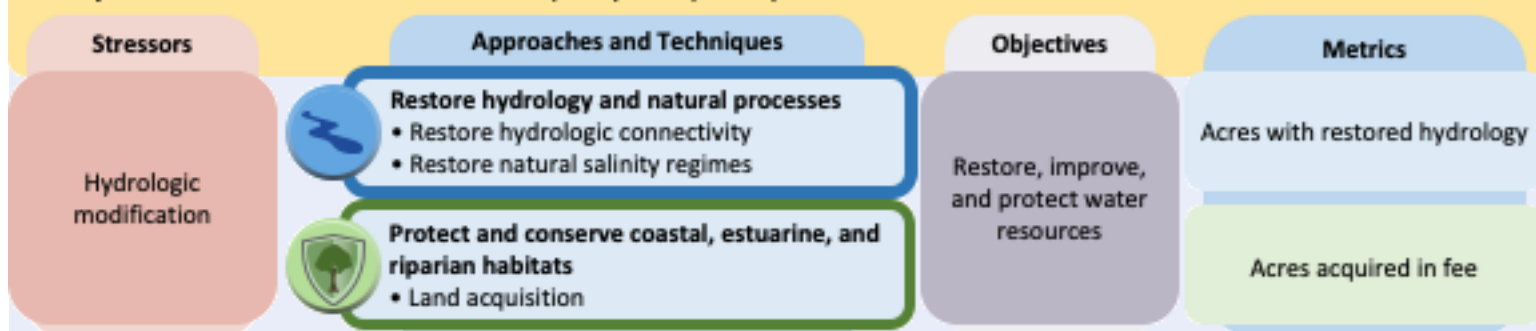 Stressors
Approaches and Techniques
Objectives
Metrics
Hydrologic
modification
Restore hydrology and natural processes
• Restore hydrologic connectivity
• Restore natural salinity regimes
Protect and conserve coastal, estuarine, and
riparian habitats
• Land acquisition
Restore, improve,
and protect water
resources
Acres with restored hydrology
Acres acquired in fee